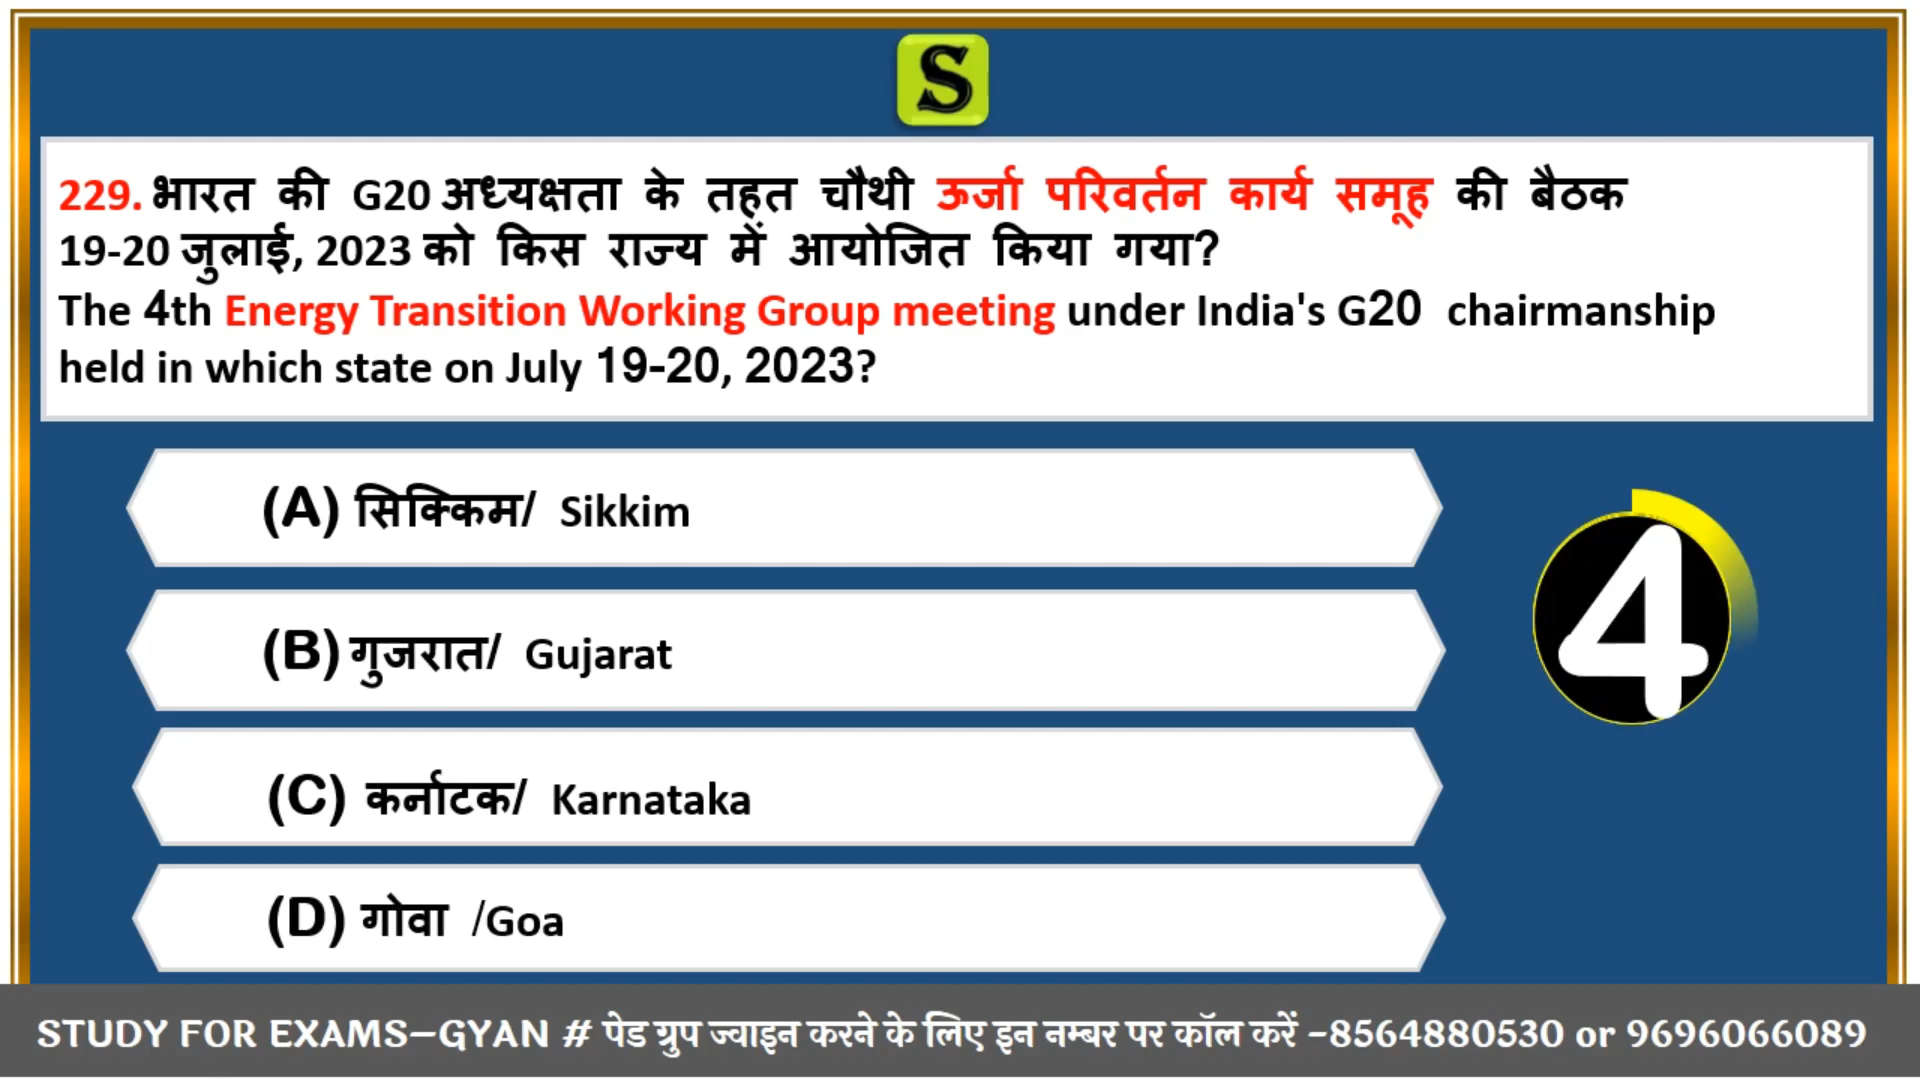 S
229. भारत की G20 अध्यक्षता के तहत चौथी ऊर्जा परिवर्तन कार्य समूह की बैठक
19-20 जुलाई, 2023 को किस राज्य में आयोजित किया गया?
The 4th Energy Transition Working Group meeting under India's G20 chairmanship
held in which state on July 19-20, 2023?
(A) सिक्किम/ Sikkim
(B) गुजरात/ Gujarat
4
(C) कर्नाटक/ Karnataka
(D) गोवा /Goa
STUDY FOR EXAMS–GYAN # पेड ग्रुप ज्वाइन करने के लिए इन नम्बर पर कॉल करें –8564880530 or 9696066089